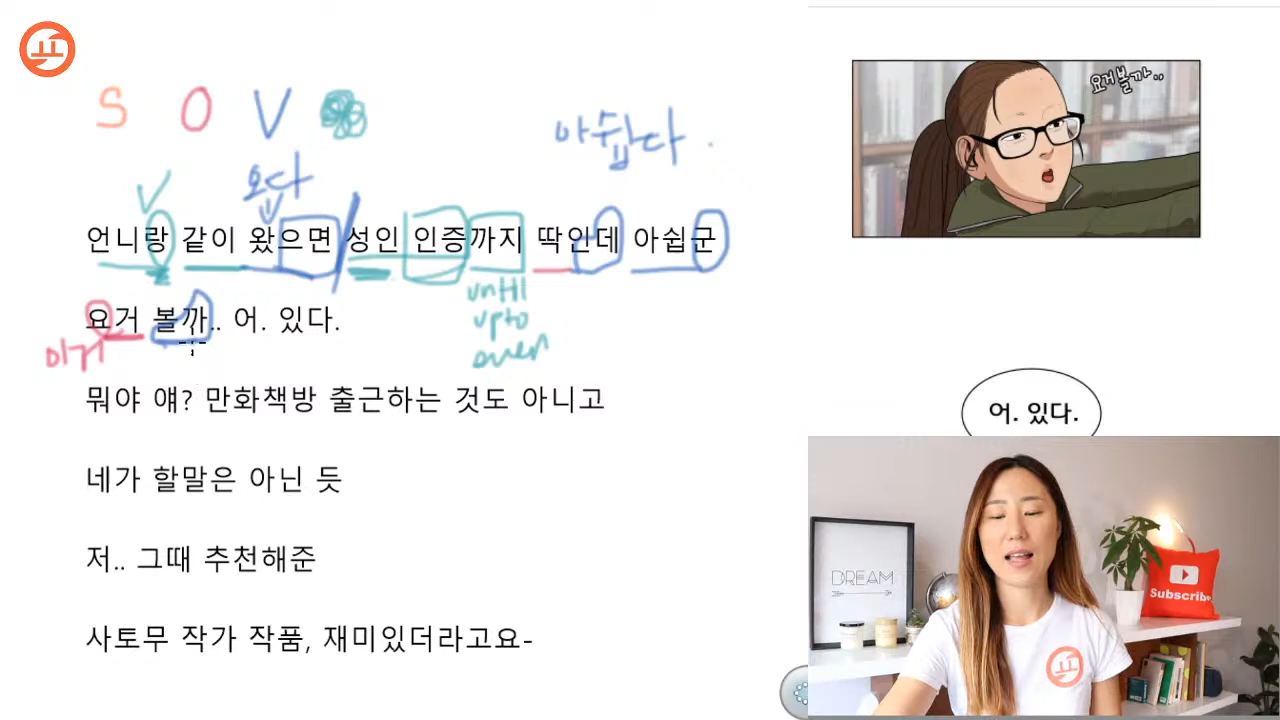 S O V
아쉽다.
V 오다
언니랑 같이 왔으면 성인 인증까지 딱인데 아쉽군
until
upto
even
요거 볼까.. 어. 있다.
이거
뭐야 얘? 만화책방 출근하는 것도 아니고
네가 할말은 아닌 듯
저.. 그때 추천해준
사토무 작가 작품, 재미있더라고요-
요거 볼까..
어. 있다.
DREAM
Subscribe